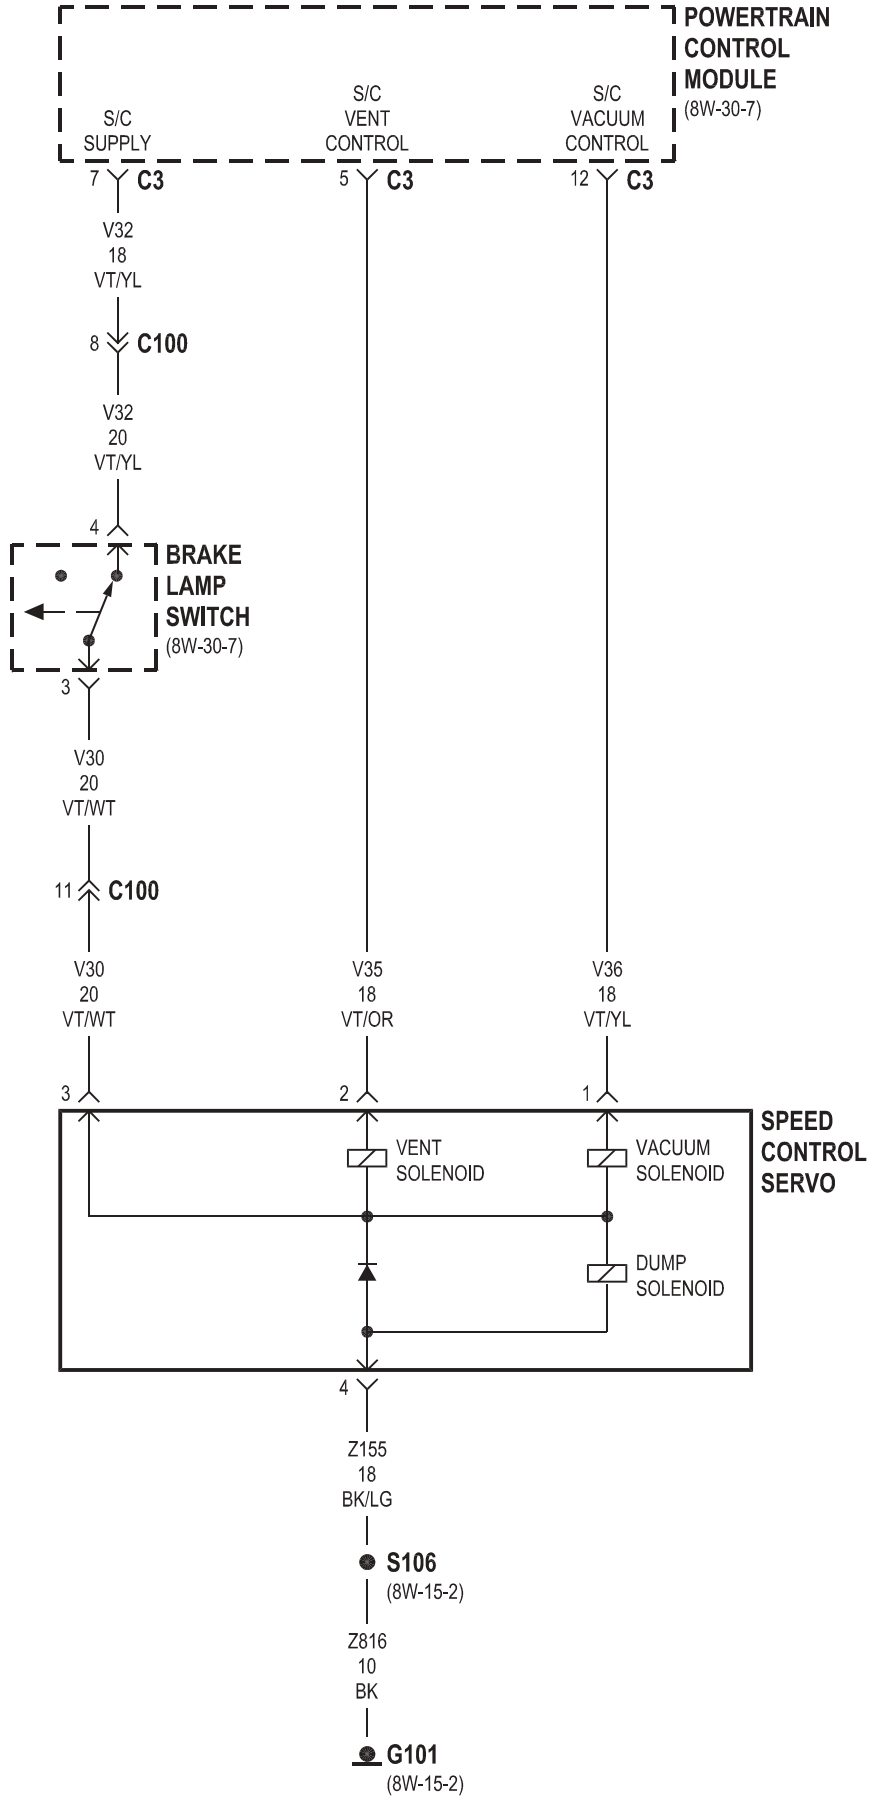 POWERTRAIN
CONTROL
MODULE
(8W-30-7)
S/C
SUPPLY
S/C
VENT
CONTROL
S/C
VACUUM
CONTROL
7 C3
5 C3
12 C3
V32
18
VT/YL
8 C100
V32
20
VT/YL
4
BRAKE
LAMP
SWITCH
(8W-30-7)
3
V30
20
VT/WT
11 C100
V30
20
VT/WT
V35
18
VT/OR
V36
18
VT/YL
3
2
1
SPEED
CONTROL
SERVO
VENT
SOLENOID
VACUUM
SOLENOID
DUMP
SOLENOID
4
Z155
18
BK/LG
S106
(8W-15-2)
Z816
10
BK
G101
(8W-15-2)